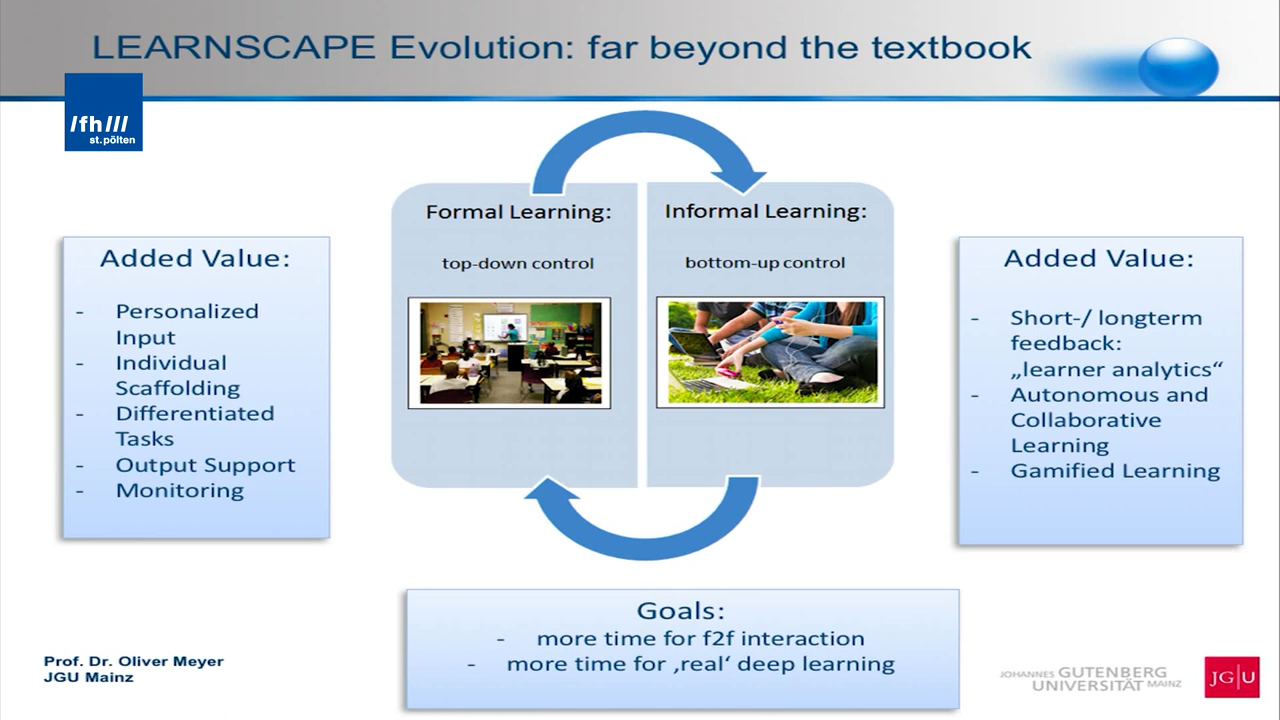 LEARNSCAPE Evolution: far beyond the textbook
/fh///
st.pölten
Formal Learning:
top-down control
Informal Learning:
bottom-up control
Added Value:
- Personalized
Input
- Individual
Scaffolding
- Differentiated
Tasks
- Output Support
- Monitoring
Added Value:
- Short-/ longterm
feedback:
„learner analytics“
- Autonomous and
Collaborative
Learning
- Gamified Learning
Goals:
- more time for f2f interaction
- more time for ‚real‘ deep learning
Prof. Dr. Oliver Meyer
JGU Mainz
JOHANNES GUTENBERG
UNIVERSITÄT MAINZ
JG|U